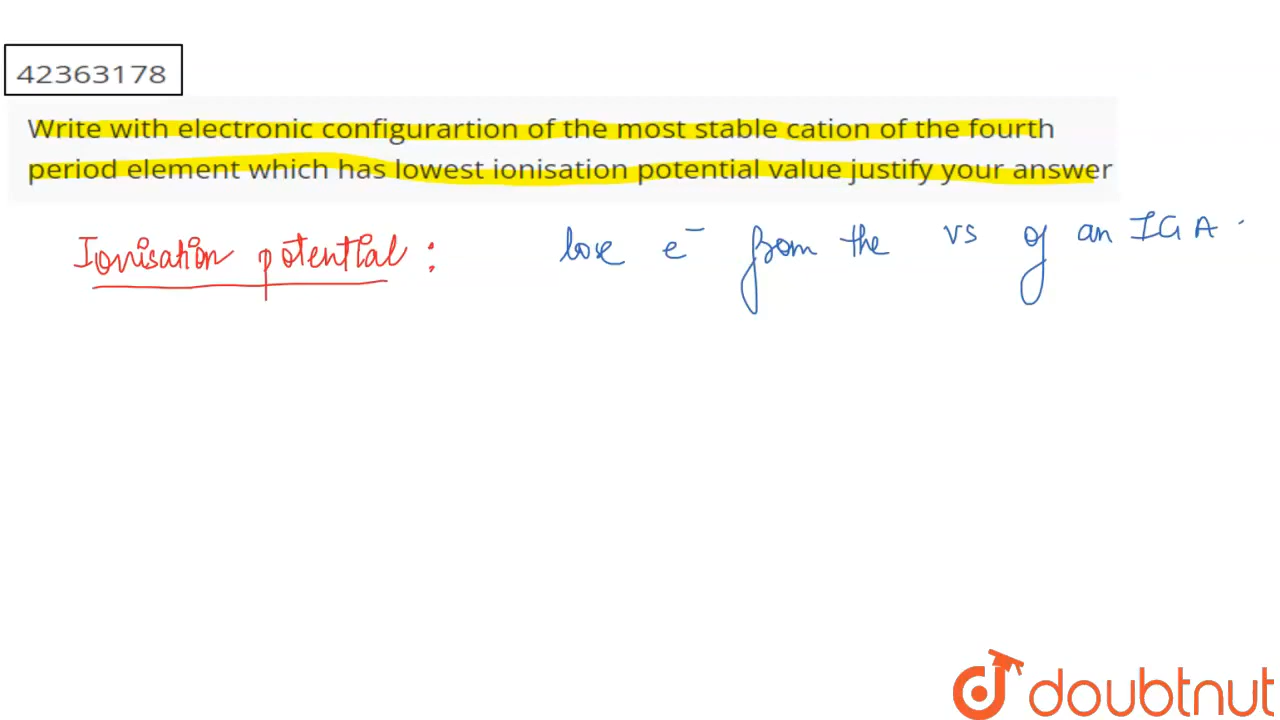 42363178
Write with electronic configurartion of the most stable cation of the fourth
period element which has lowest ionisation potential value justify your answer
Ionisation potential : lose e⁻ from the vs of an IGA
doubtnut